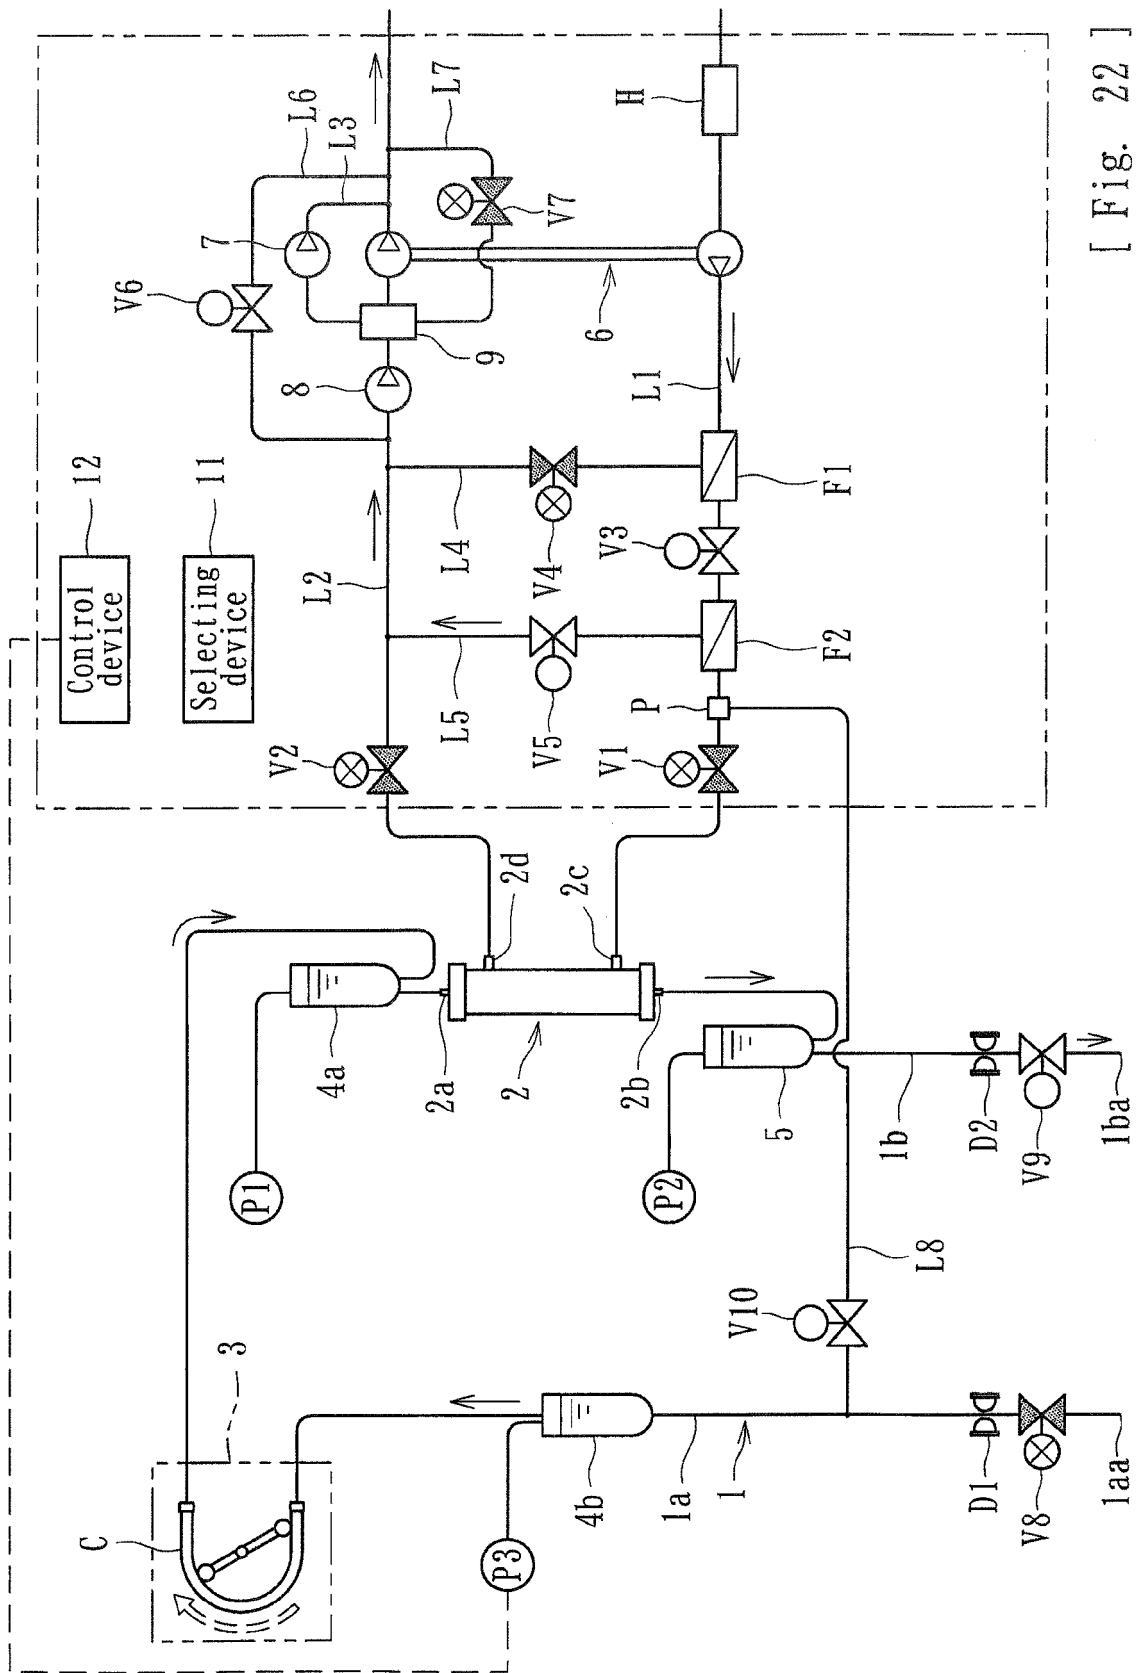 12
Control
device
11
Selecting
device
V6
7
L6
L3
L7
V7
8
9
6
H
L2
L4
V4
L1
F1
V3
L5
V5
F2
P
V2
V1
2d
2c
4a
2a
2
2b
5
P1
P2
1b
D2
V9
1ba
L8
V10
3
C
4b
1a
1
P3
D1
V8
1aa
[ Fig. 22 ]